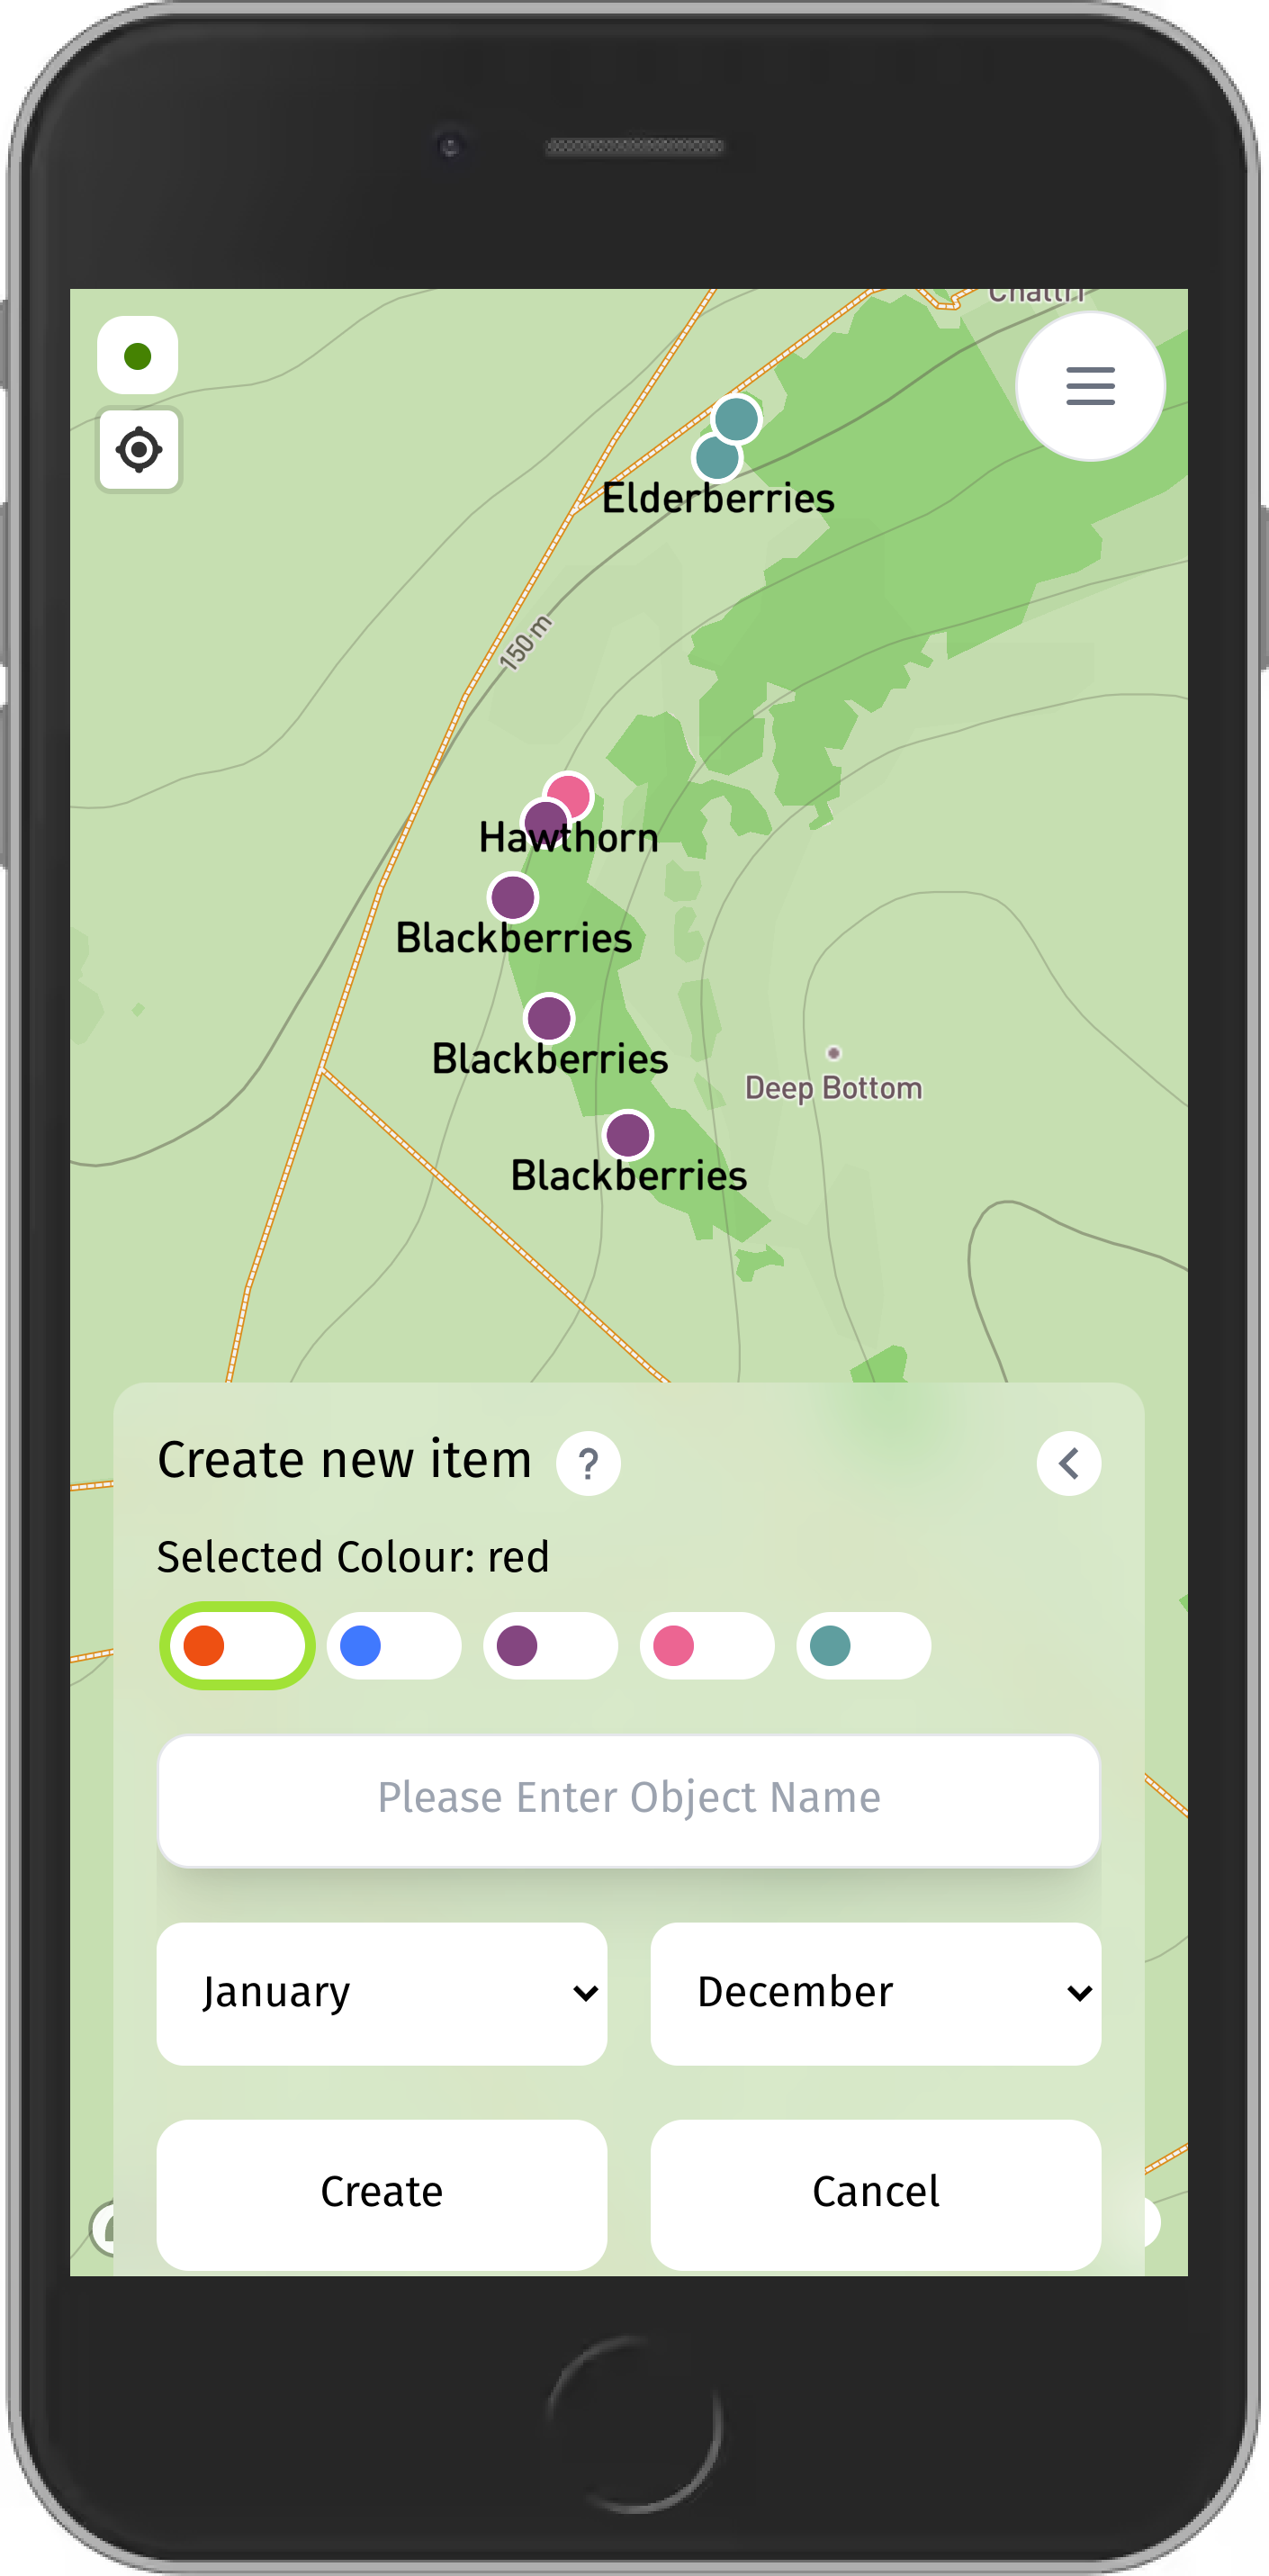 Chattri
Elderberries
150 m
Hawthorn
Blackberries
Blackberries
Deep Bottom
Blackberries
Create new item ?
Selected Colour: red
Please Enter Object Name
January December
Create Cancel